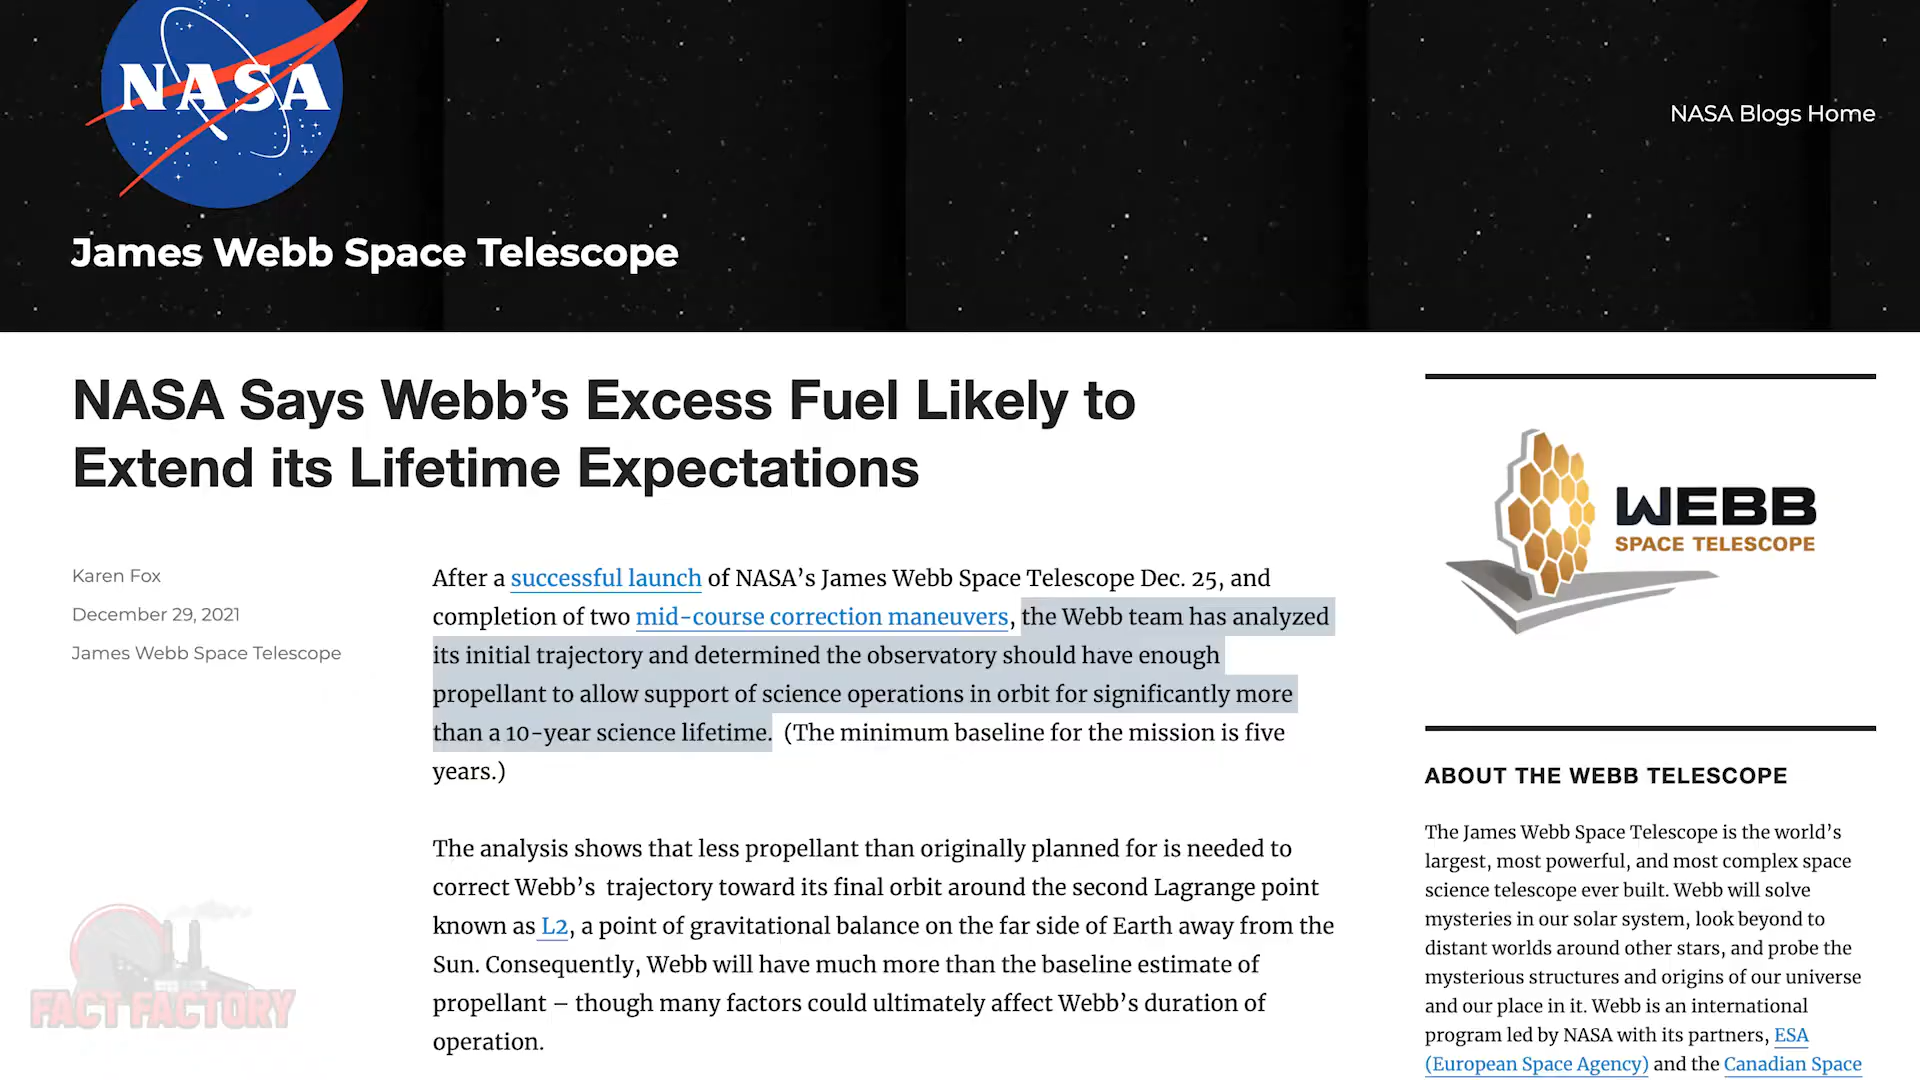 NASA
NASA Blogs Home
James Webb Space Telescope
NASA Says Webb’s Excess Fuel Likely to
Extend its Lifetime Expectations
Karen Fox
December 29, 2021
James Webb Space Telescope
After a successful launch of NASA’s James Webb Space Telescope Dec. 25, and
completion of two mid-course correction maneuvers, the Webb team has analyzed
its initial trajectory and determined the observatory should have enough
propellant to allow support of science operations in orbit for significantly more
than a 10-year science lifetime. (The minimum baseline for the mission is five
years.)
The analysis shows that less propellant than originally planned for is needed to
correct Webb’s trajectory toward its final orbit around the second Lagrange point
known as L2, a point of gravitational balance on the far side of Earth away from the
Sun. Consequently, Webb will have much more than the baseline estimate of
propellant – though many factors could ultimately affect Webb’s duration of
operation.
WEBB
SPACE TELESCOPE
ABOUT THE WEBB TELESCOPE
The James Webb Space Telescope is the world’s
largest, most powerful, and most complex space
science telescope ever built. Webb will solve
mysteries in our solar system, look beyond to
distant worlds around other stars, and probe the
mysterious structures and origins of our universe
and our place in it. Webb is an international
program led by NASA with its partners, ESA
(European Space Agency) and the Canadian Space
FACT FACTORY